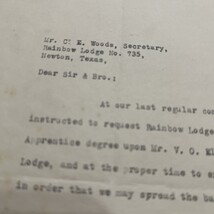 Mr. C. E. Woods, Secretary,
Rainbow Lodge No. 735,
Newton, Texas,
Dear Sir & Bro.;
At our last regular
instructed to request Rainbow Lodge
Apprentice degree upon Mr. V. O.
Lodge, and at the proper time to
in order that we may spread the